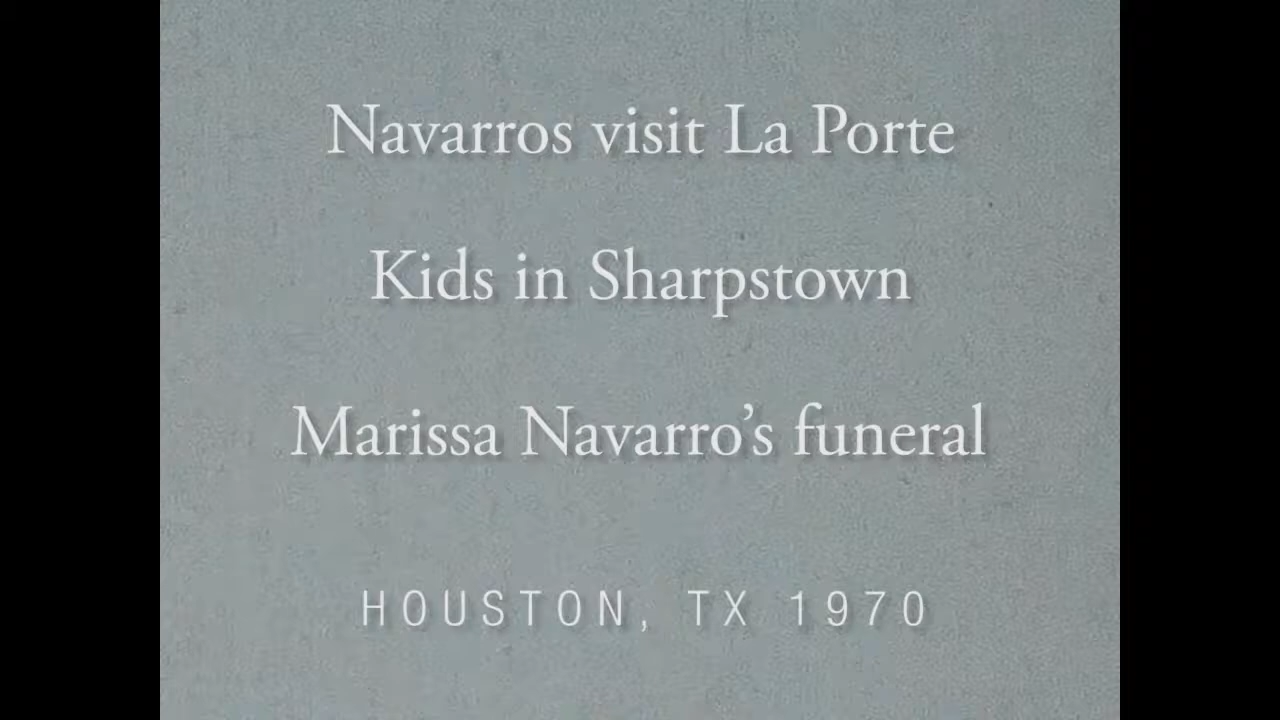 Navarros visit La Porte
Kids in Sharpstown
Marissa Navarro’s funeral
HOUSTON, TX 1970